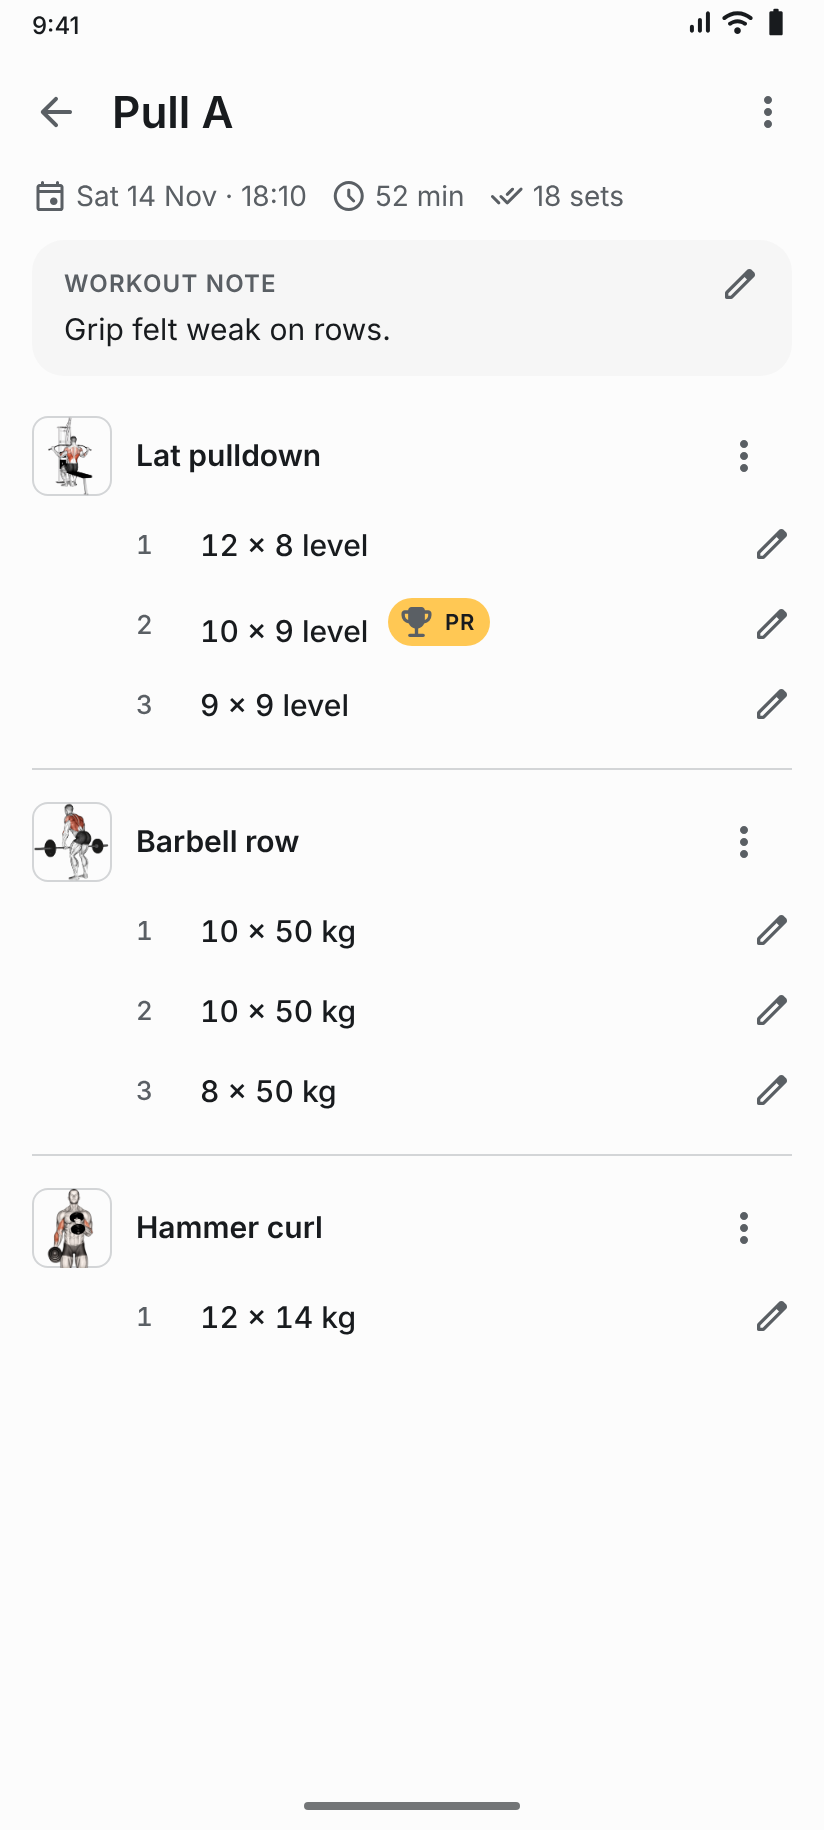 9:41
Pull A
Sat 14 Nov · 18:10 52 min 18 sets
WORKOUT NOTE
Grip felt weak on rows.
Lat pulldown
1 12 × 8 level
2 10 × 9 level PR
3 9 × 9 level
Barbell row
1 10 × 50 kg
2 10 × 50 kg
3 8 × 50 kg
Hammer curl
1 12 × 14 kg